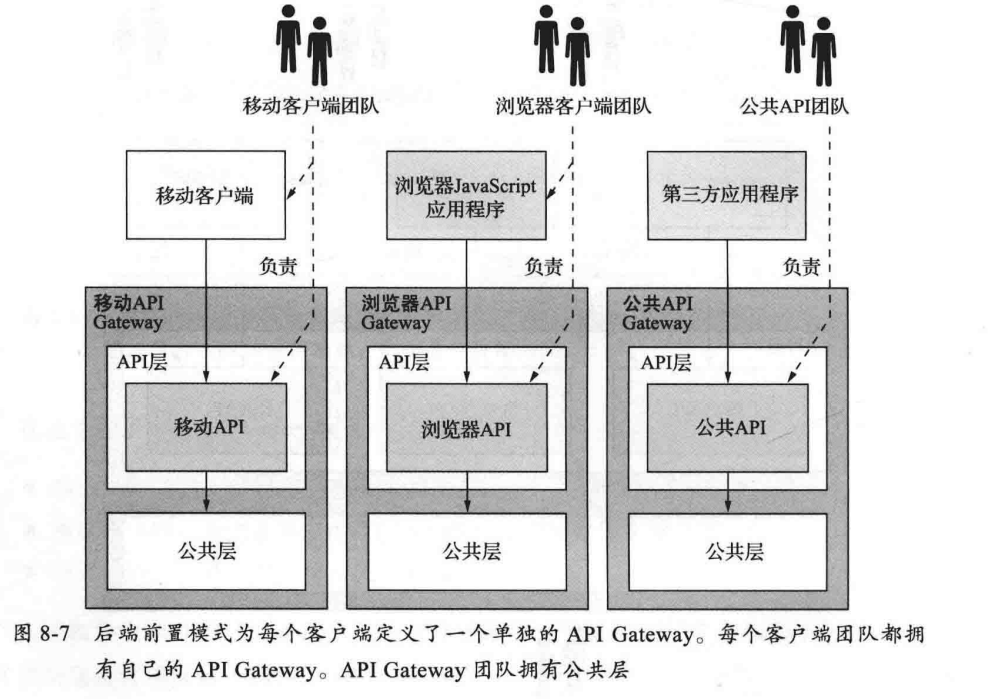 移动客户端团队
浏览器客户端团队
公共API团队
移动客户端
浏览器JavaScript
应用程序
第三方应用程序
负责
负责
负责
移动API
Gateway
浏览器API
Gateway
公共API
Gateway
API层
API层
API层
移动API
浏览器API
公共API
公共层
公共层
公共层
图 8-7 后端前置模式为每个客户端定义了一个单独的 API Gateway。每个客户端团队都拥
有自己的 API Gateway。API Gateway 团队拥有公共层